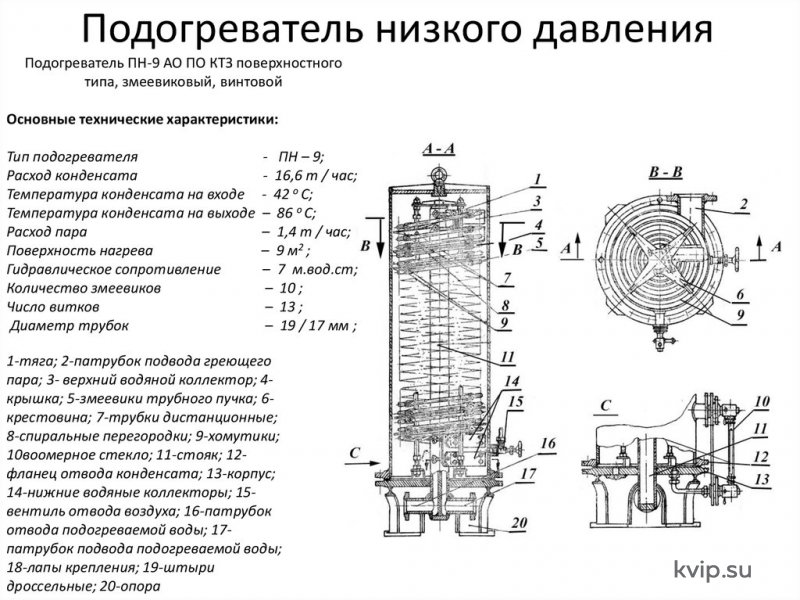 Подогреватель низкого давления
Подогреватель ПН-9 АО ПО КТЗ поверхностного
типа, змеевиковый, винтовой
Основные технические характеристики:
Тип подогревателя - ПН – 9;
Расход конденсата - 16,6 т / час;
Температура конденсата на входе - 42 ° С;
Температура конденсата на выходе – 86 ° С;
Расход пара – 1,4 т / час;
Поверхность нагрева – 9 м2 ;
Гидравлическое сопротивление – 7 м.вод.ст;
Количество змеевиков – 10 ;
Число витков – 13 ;
Диаметр трубок – 19 / 17 мм ;
1-тяга; 2-патрубок подвода греющего
пара; 3- верхний водяной коллектор; 4-
крышка; 5-змеевики трубного пучка; 6-
крестовина; 7-трубки дистанционные;
8-спиральные перегородки; 9-хомутики;
10воомерное стекло; 11-стояк; 12-
фланец отвода конденсата; 13-корпус;
14-нижние водяные коллекторы; 15-
вентиль отвода воздуха; 16-патрубок
отвода подогреваемой воды; 17-
патрубок подвода подогреваемой воды;
18-лапы крепления; 19-штыри
дроссельные; 20-опора
А - А
1
3
4
В
В
5
7
8
9
11
14
15
С
16
17
20
В - В
2
А
А
6
9
С
10
11
12
13
kvip.su